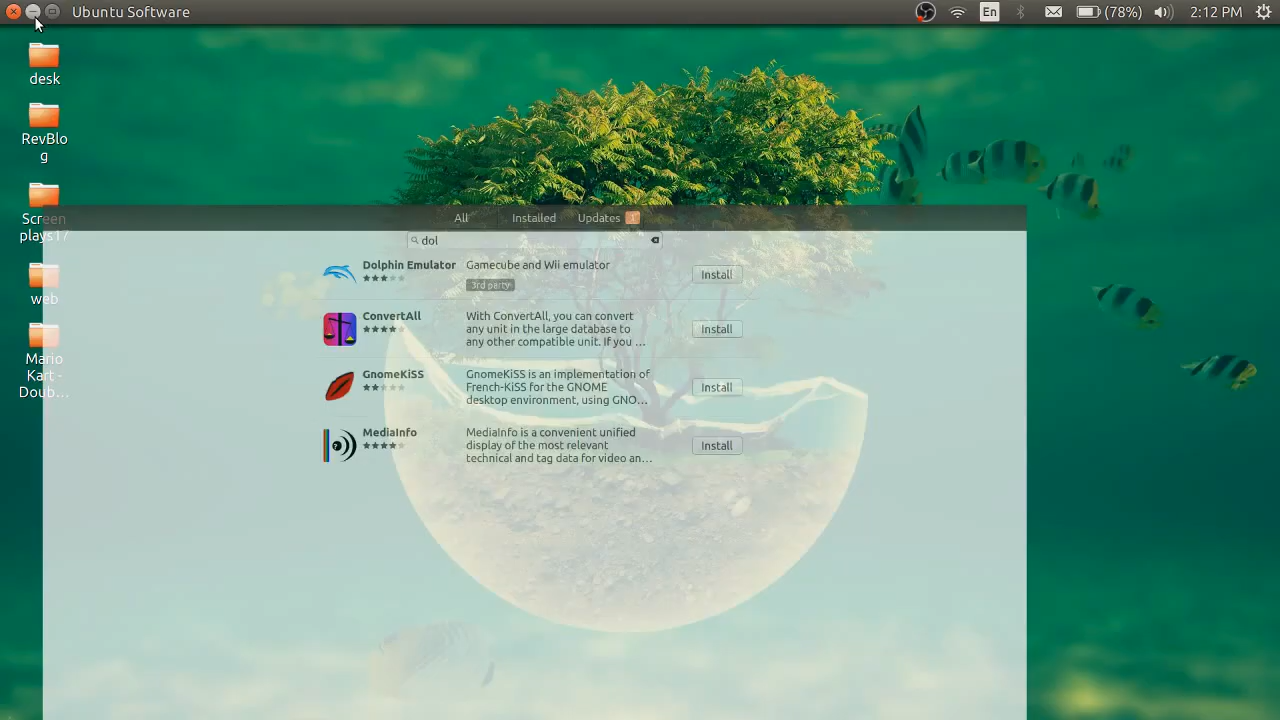 Ubuntu Software
En
(78%)
2:12 PM
desk
RevBlo
g
Screen
plays17
web
Mario
Kart -
Doub...
All
Installed
Updates 1
dol
Dolphin Emulator
Gamecube and Wii emulator
3rd party
Install
ConvertAll
With ConvertAll, you can convert
any unit in the large database to
any other compatible unit. If you ...
Install
GnomeKiSS
GnomeKiSS is an implementation of
French-KiSS for the GNOME
desktop environment, using GNO...
Install
MediaInfo
MediaInfo is a convenient unified
display of the most relevant
technical and tag data for video an...
Install